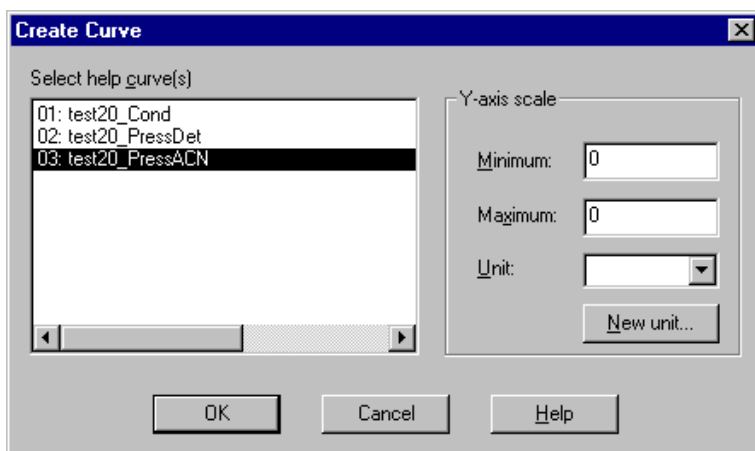 Create Curve
Select help curve(s)
01: test20_Cond
02: test20_PressDet
03: test20_PressACN
Y-axis scale
Minimum: 0
Maximum: 0
Unit:
New unit...
OK Cancel Help